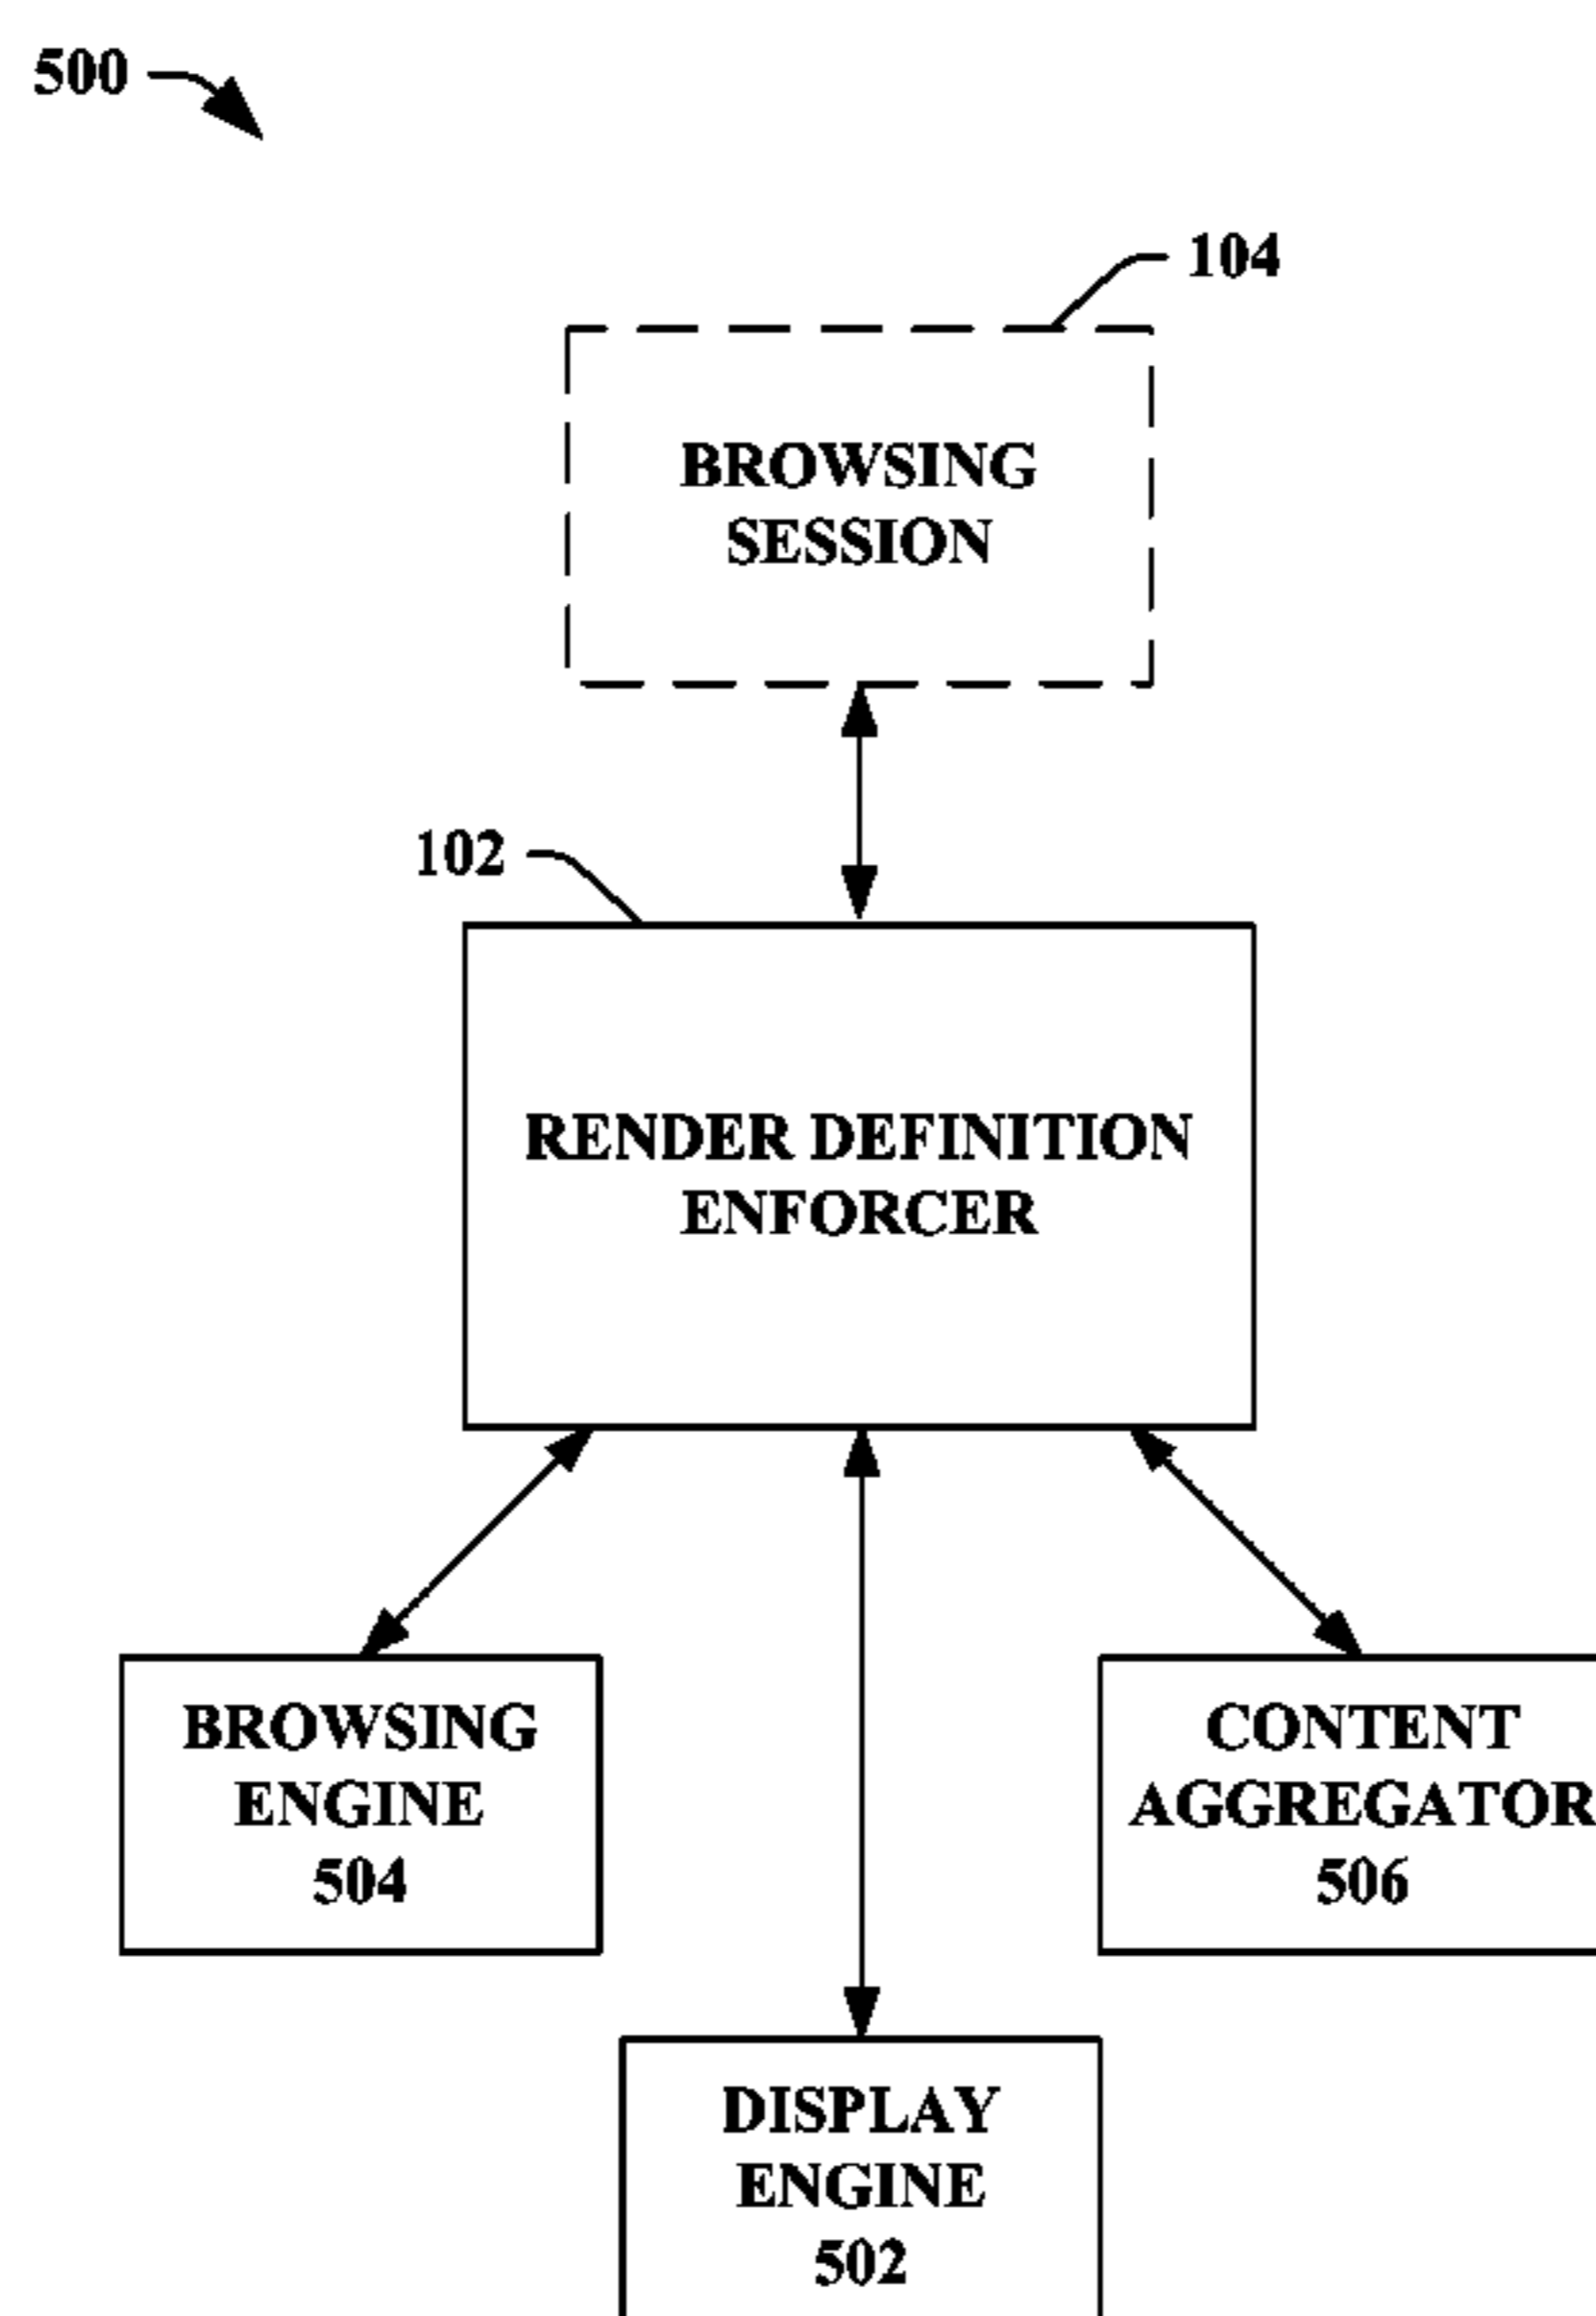 500
104
BROWSING
SESSION
102
RENDER DEFINITION
ENFORCER
BROWSING
ENGINE
504
CONTENT
AGGREGATOR
506
DISPLAY
ENGINE
502